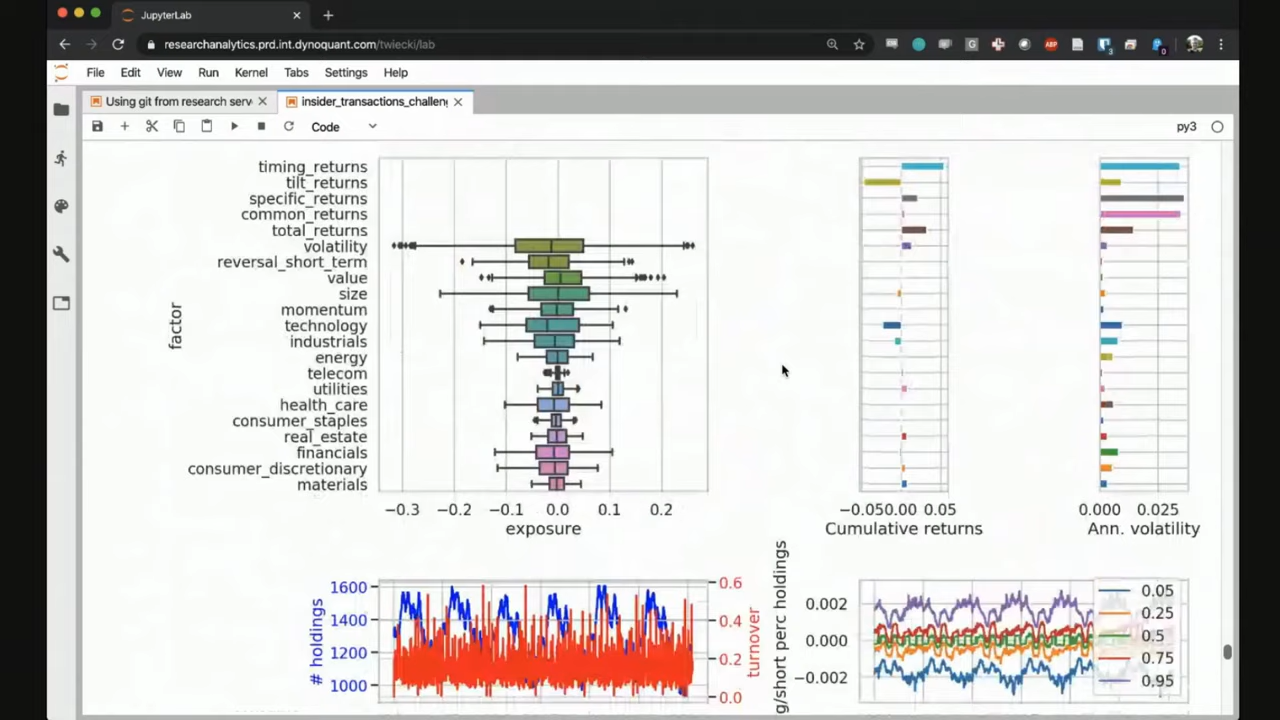 JupyterLab
researchanalytics.prd.int.dynoquant.com/twiecki/lab
G
ABP
3
0
File Edit View Run Kernel Tabs Settings Help
Using git from research serv
insider_transactions_challen
Code
py3
factor
timing_returns
tilt_returns
specific_returns
common_returns
total_returns
volatility
reversal_short_term
value
size
momentum
technology
industrials
energy
telecom
utilities
health_care
consumer_staples
real_estate
financials
consumer_discretionary
materials
−0.3 −0.2 −0.1 0.0 0.1 0.2
exposure
−0.05 0.00 0.05
Cumulative returns
0.000 0.025
Ann. volatility
# holdings
1600
1400
1200
1000
0.6
0.4
0.2
0.0
turnover
g/short perc holdings
0.002
0.000
−0.002
0.05
0.25
0.5
0.75
0.95